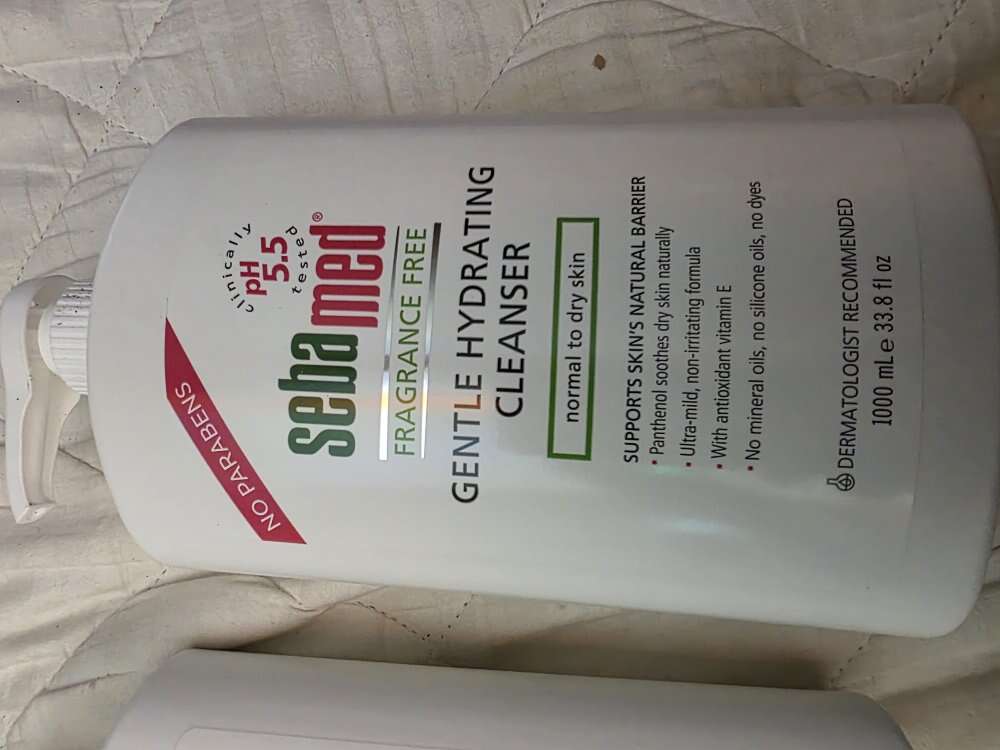 NO PARABENS
clinically
pH
5.5
tested
sebamed®
FRAGRANCE FREE
GENTLE HYDRATING
CLEANSER
normal to dry skin
SUPPORTS SKIN'S NATURAL BARRIER
• Panthenol soothes dry skin naturally
• Ultra-mild, non-irritating formula
• With antioxidant vitamin E
• No mineral oils, no silicone oils, no dyes
DERMATOLOGIST RECOMMENDED
1000 mL ℮ 33.8 fl oz